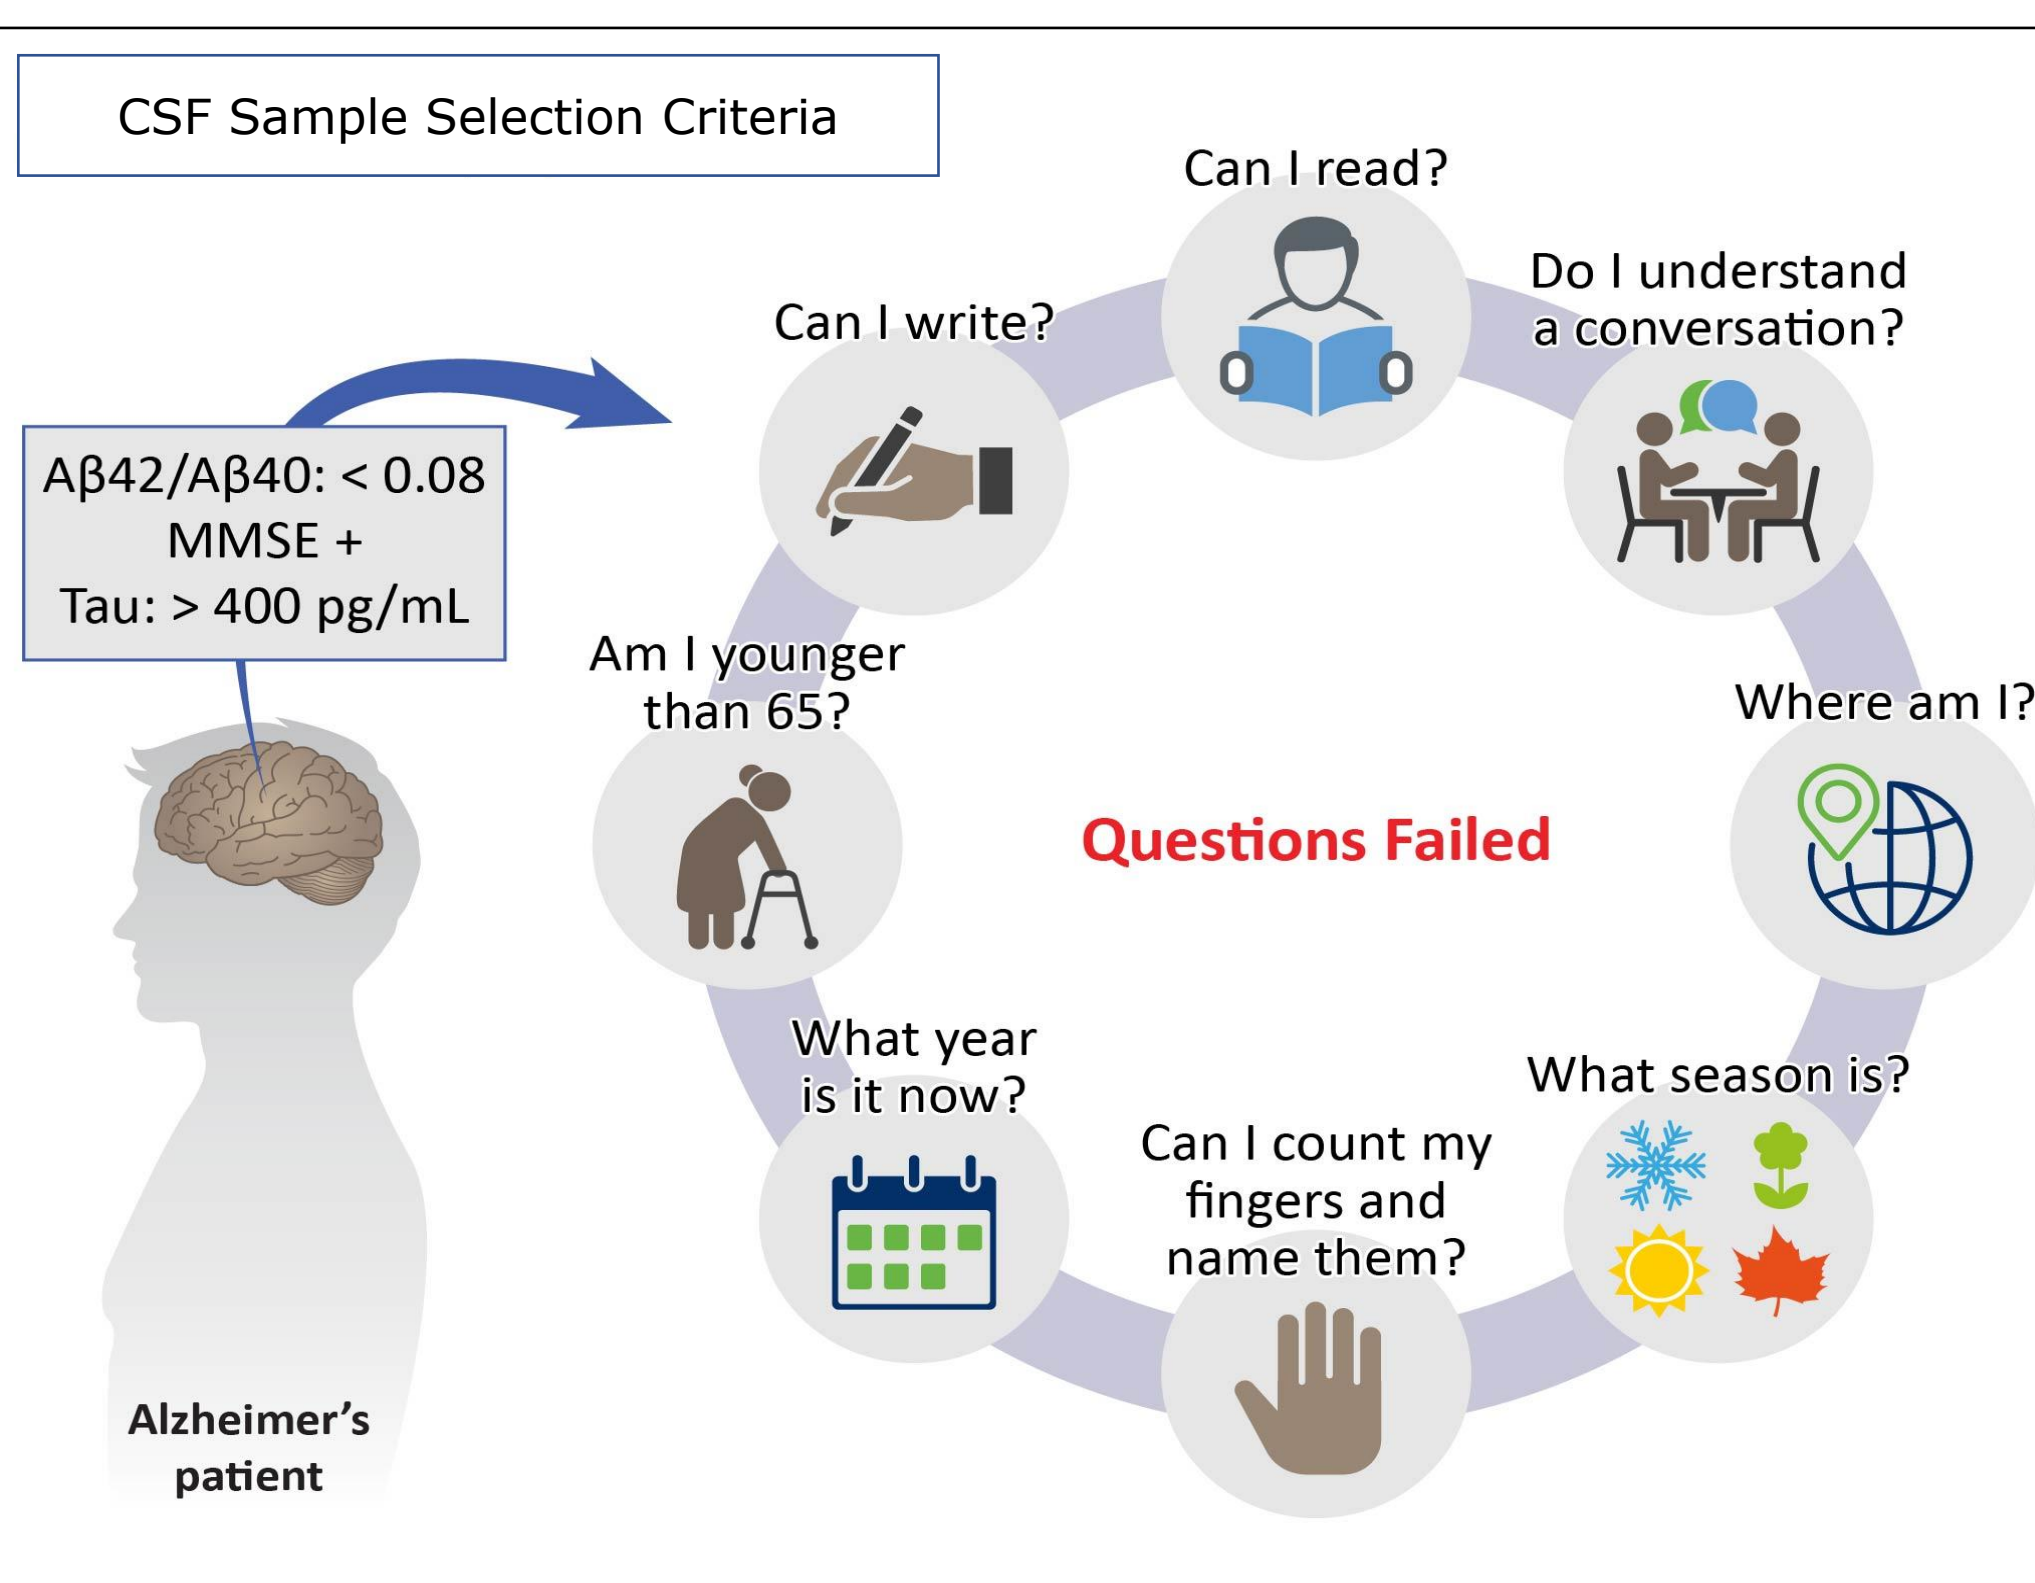 CSF Sample Selection Criteria
Can I read?
Do I understand
a conversation?
Can I write?
Aβ42/Aβ40: < 0.08
MMSE +
Tau: > 400 pg/mL
Am I younger
than 65?
Where am I?
Questions Failed
What year
is it now?
What season is?
Can I count my
fingers and
name them?
Alzheimer's
patient